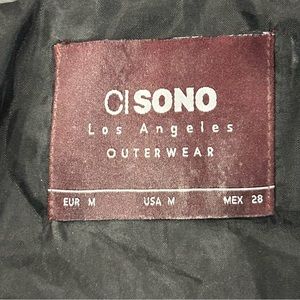 CISONO
Los Angeles
OUTERWEAR
EUR M USA M MEX 28